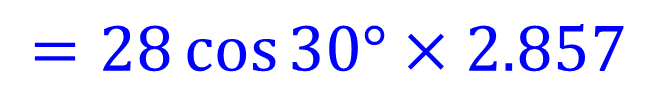 = 28 cos 30° × 2.857